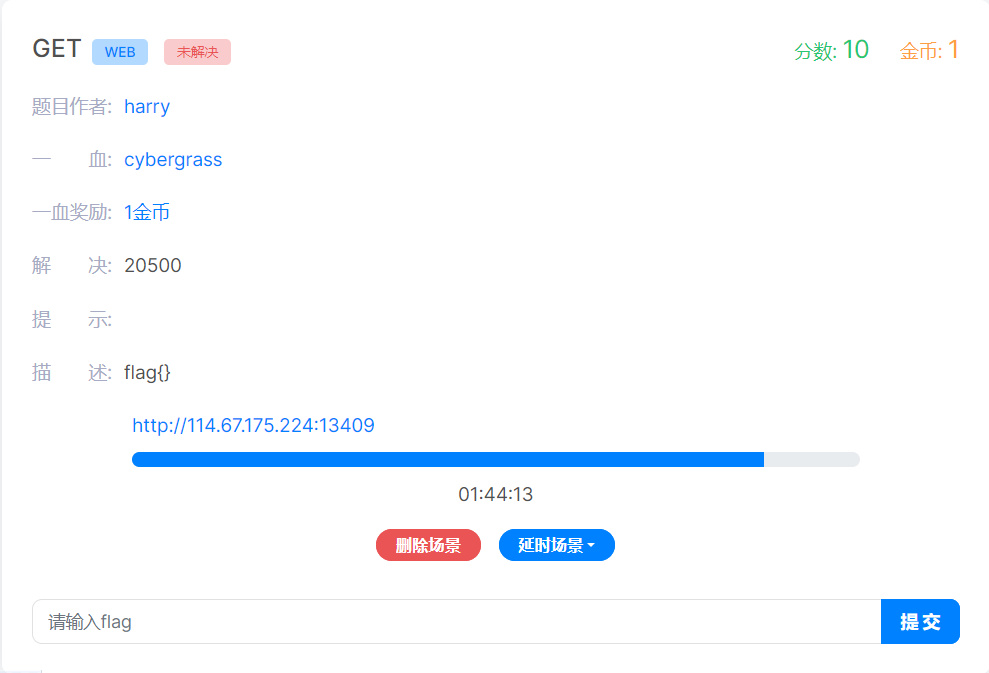 GET WEB 未解决 分数: 10 金币: 1
题目作者: harry
一 血: cybergrass
一血奖励: 1金币
解 决: 20500
提 示:
描 述: flag{}
http://114.67.175.224:13409
01:44:13
删除场景 延时场景
请输入flag 提交